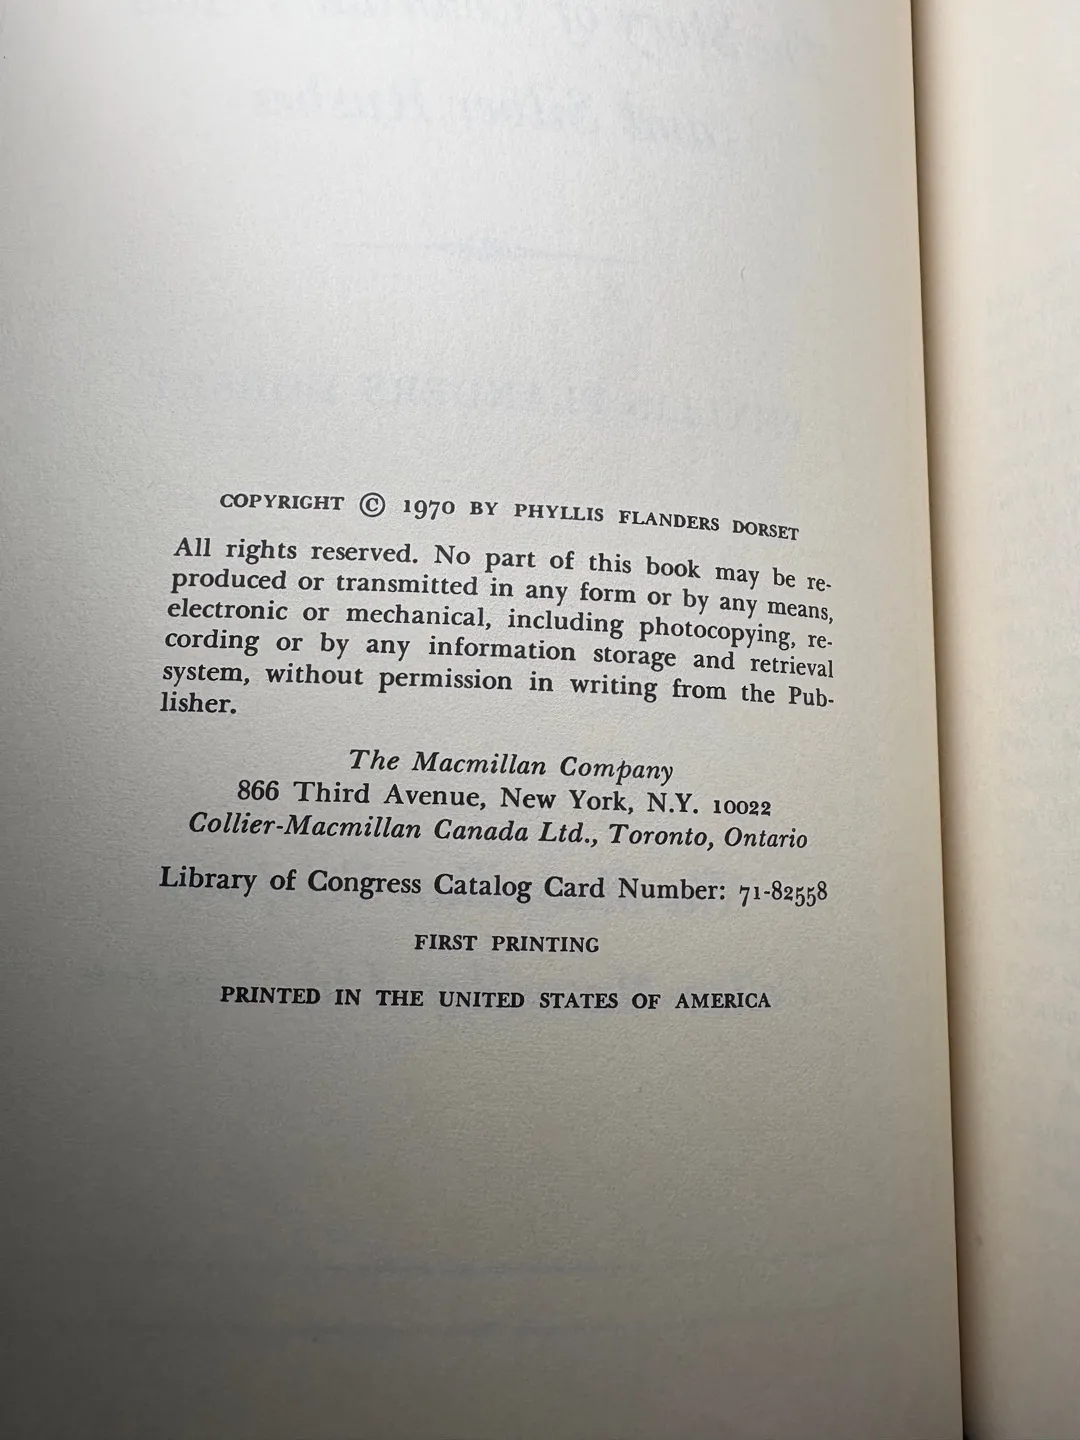 COPYRIGHT © 1970 BY PHYLLIS FLANDERS DORSET
All rights reserved. No part of this book may be re-
produced or transmitted in any form or by any means,
electronic or mechanical, including photocopying, re-
cording or by any information storage and retrieval
system, without permission in writing from the Pub-
lisher.
The Macmillan Company
866 Third Avenue, New York, N.Y. 10022
Collier-Macmillan Canada Ltd., Toronto, Ontario
Library of Congress Catalog Card Number: 71-82558
FIRST PRINTING
PRINTED IN THE UNITED STATES OF AMERICA